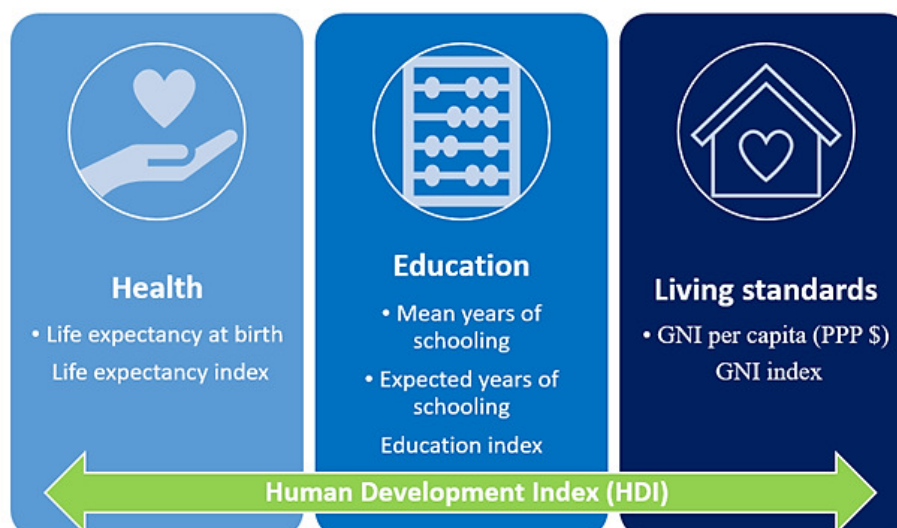 Health
• Life expectancy at birth
Life expectancy index
Education
• Mean years of
schooling
• Expected years of
schooling
Education index
Living standards
• GNI per capita (PPP $)
GNI index
Human Development Index (HDI)